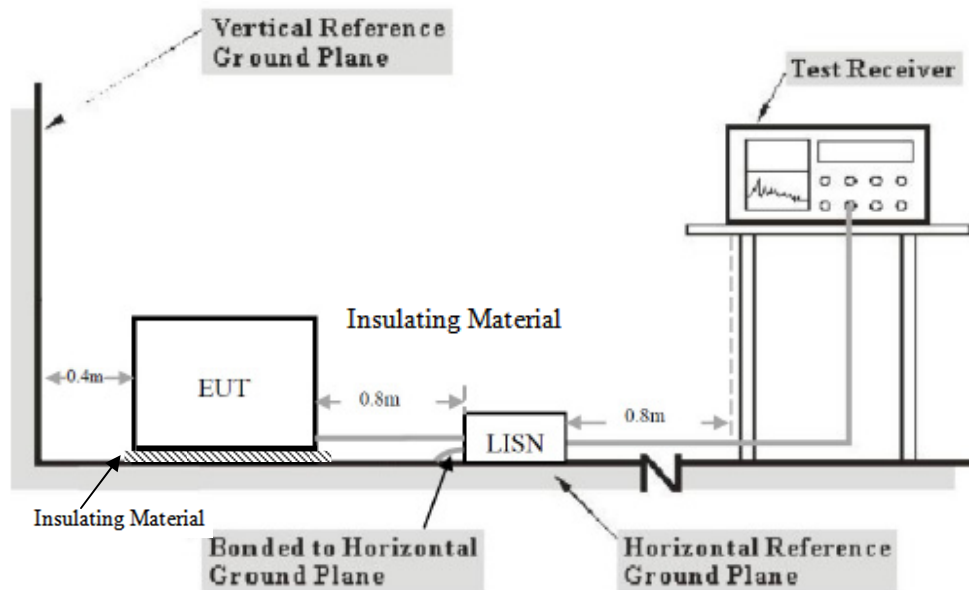 Vertical Reference
Ground Plane
Test Receiver
Insulating Material
0.4m
EUT
0.8m
0.8m
LISN
Insulating Material
Bonded to Horizontal
Ground Plane
Horizontal Reference
Ground Plane